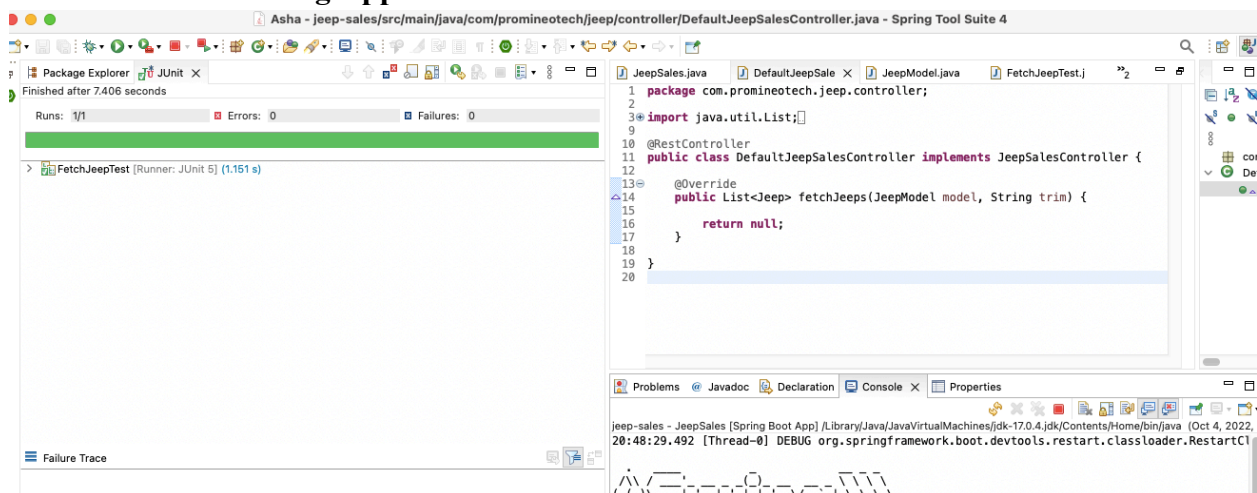 Asha - jeep-sales/src/main/java/com/promineotech/jeep/controller/DefaultJeepSalesController.java - Spring Tool Suite 4
Package Explorer JUnit
Finished after 7.406 seconds
Runs: 1/1 Errors: 0 Failures: 0
FetchJeepTest [Runner: JUnit 5] (1.151 s)
Failure Trace
JeepSales.java DefaultJeepSale JeepModel.java FetchJeepTest.j 2
1 package com.promineotech.jeep.controller;
2
3 import java.util.List;
9
10 @RestController
11 public class DefaultJeepSalesController implements JeepSalesController {
12
13 @Override
14 public List<Jeep> fetchJeeps(JeepModel model, String trim) {
15
16 return null;
17 }
18
19 }
20
Problems Javadoc Declaration Console Properties
jeep-sales - JeepSales [Spring Boot App] /Library/Java/JavaVirtualMachines/jdk-17.0.4.jdk/Contents/Home/bin/java (Oct 4, 2022,
20:48:29.492 [Thread-0] DEBUG org.springframework.boot.devtools.restart.classloader.RestartCl